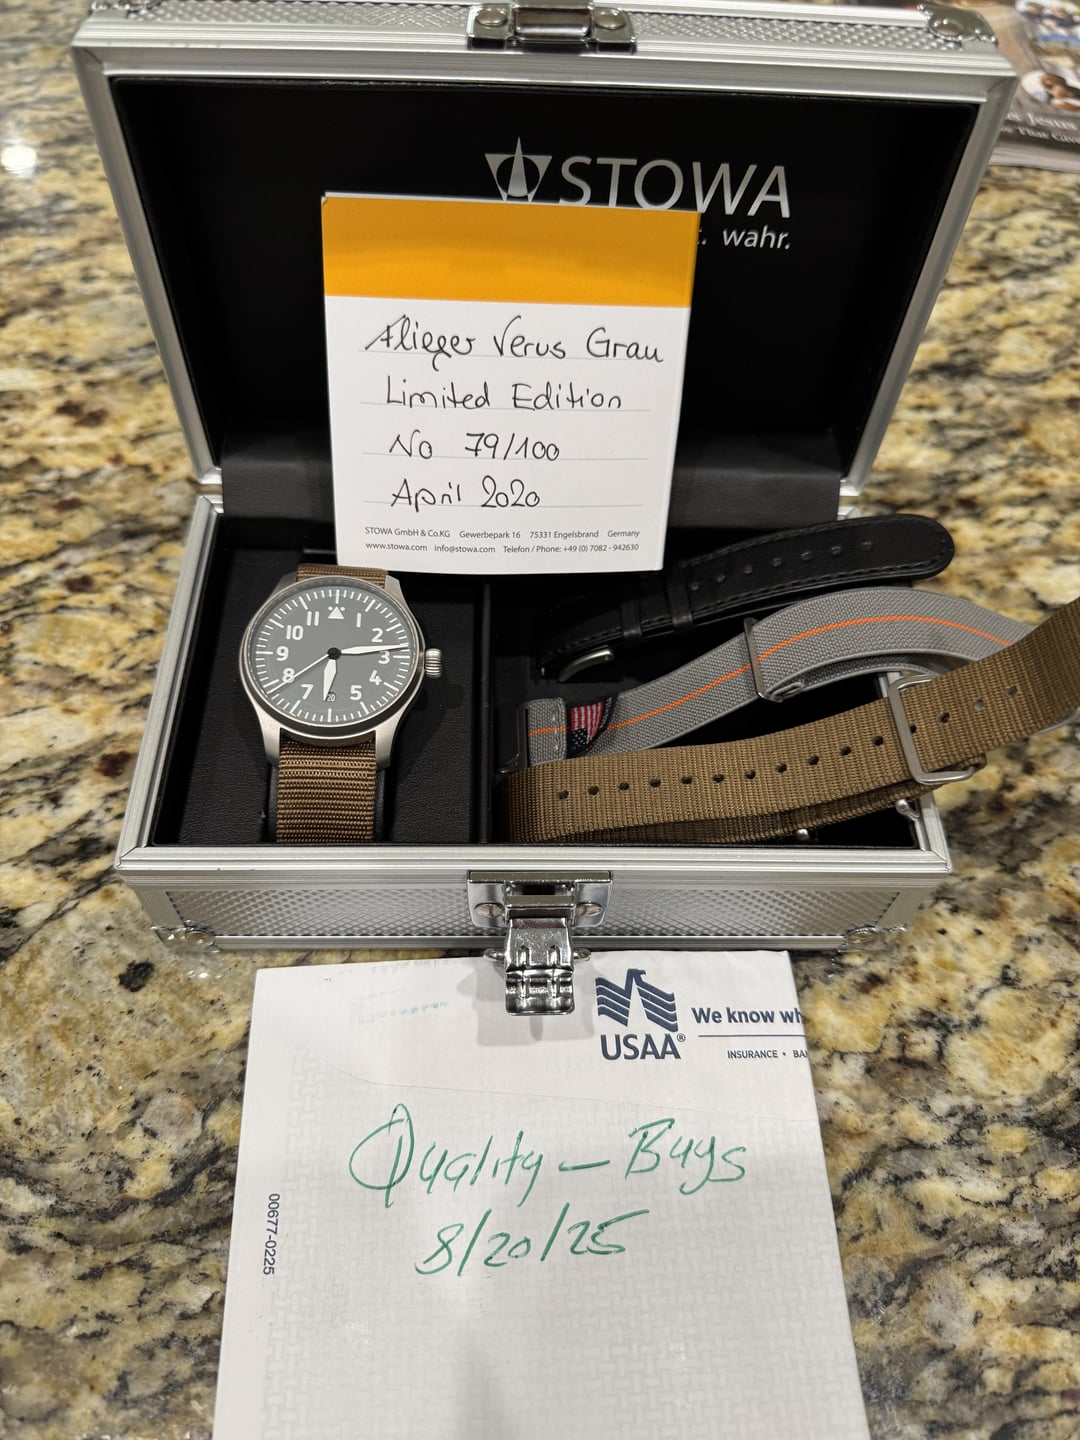 STOWA
. wahr.
Flieger Verus Grau
Limited Edition
No 79/100
April 2020
STOWA GmbH & Co.KG Gewerbepark 16 75331 Engelsbrand Germany
www.stowa.com info@stowa.com Telefon / Phone: +49 (0) 7082 - 942630
11 1
10 2
9 3
8 4
7 5
20
USAA®
We know wh
INSURANCE • BA
Quality-Bugs
8/20/25
00677-0225
Jesus